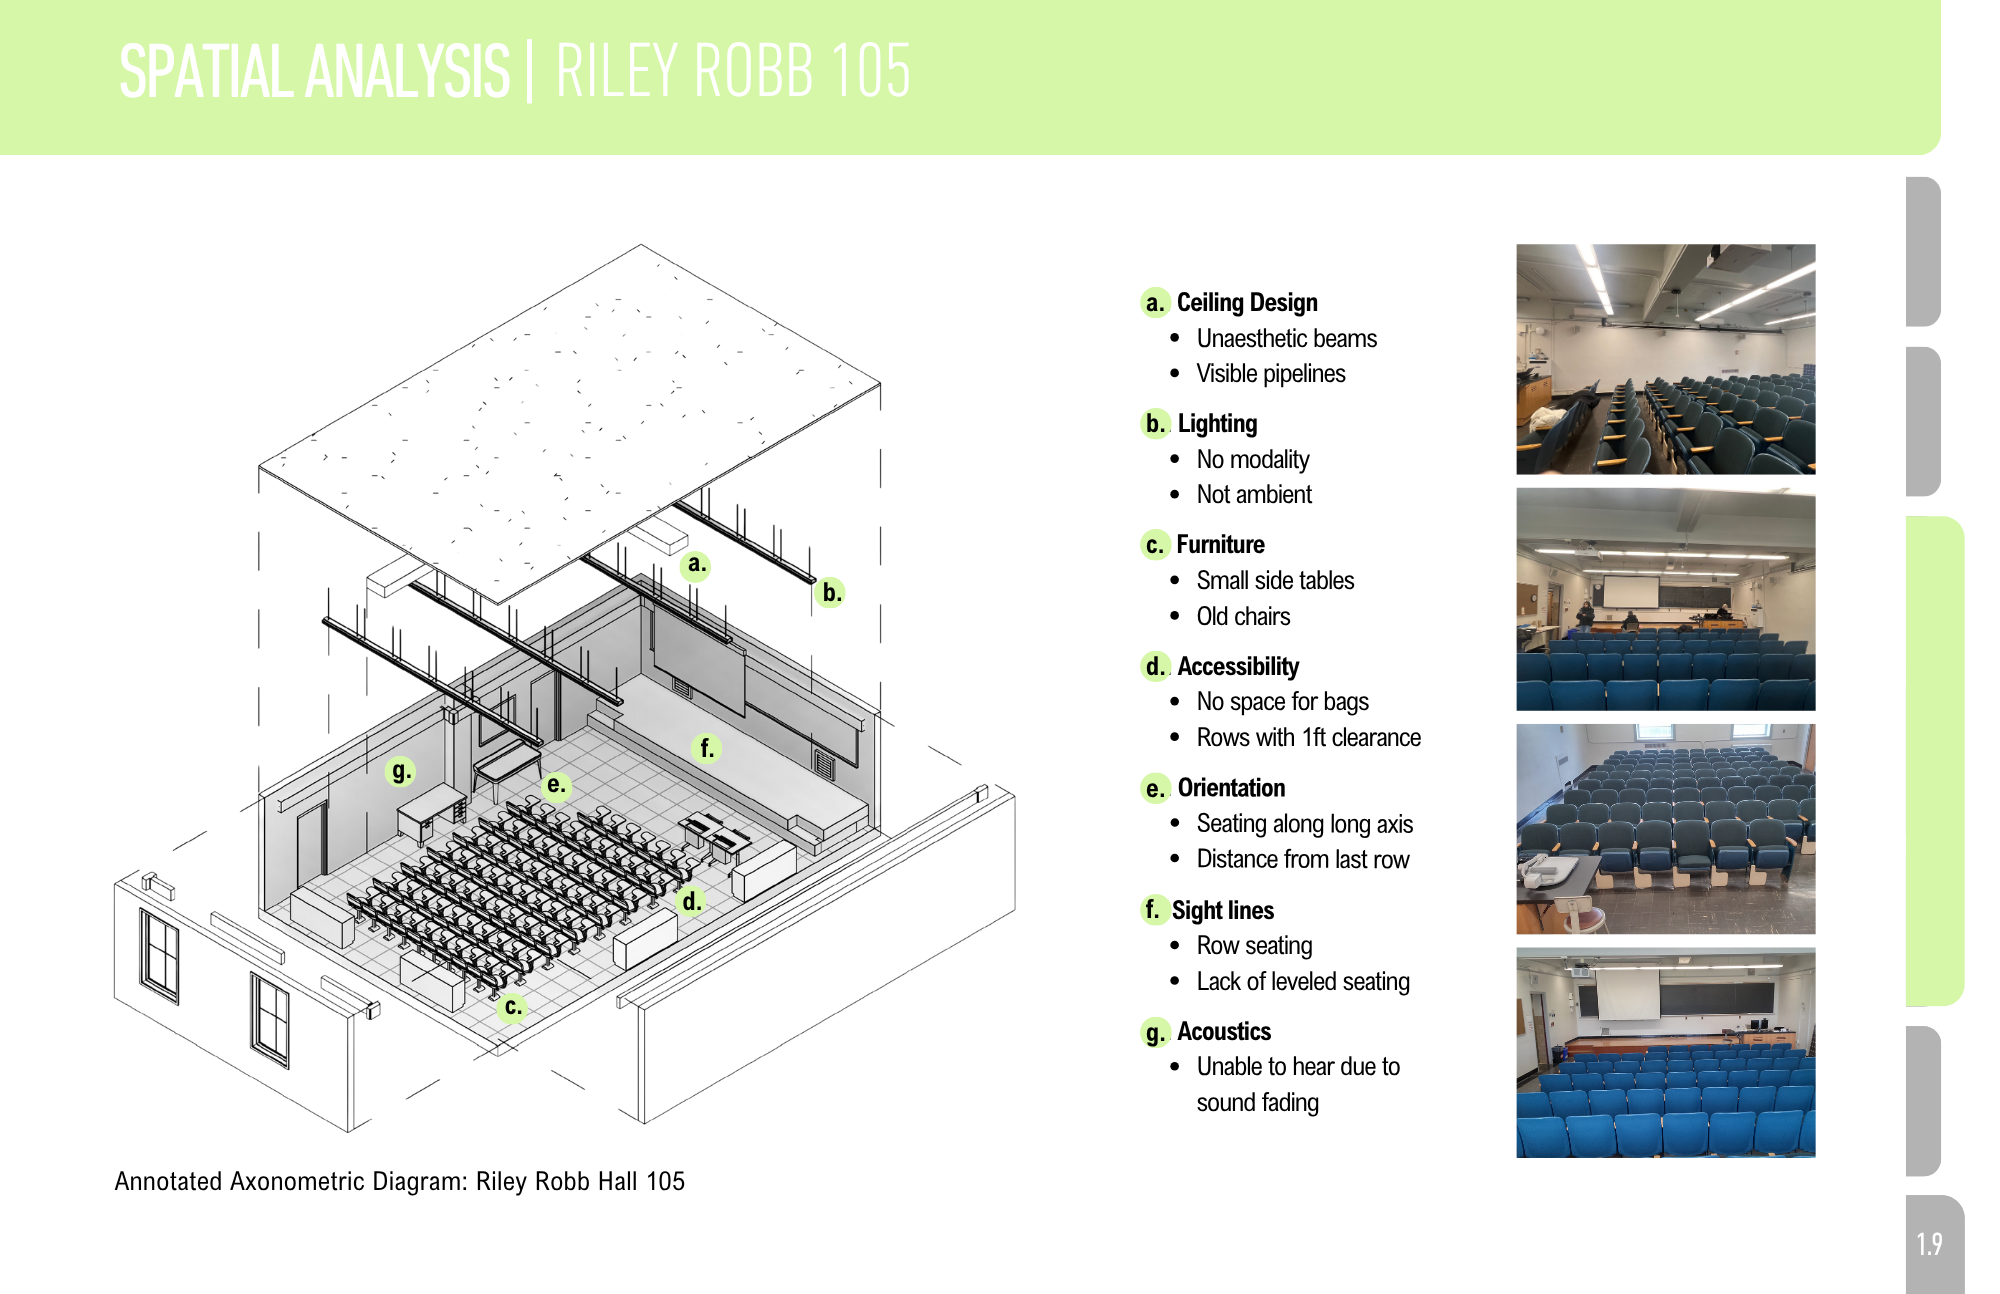 SPATIAL ANALYSIS | RILEY ROBB 105
a. Ceiling Design
• Unaesthetic beams
• Visible pipelines
b. Lighting
• No modality
• Not ambient
c. Furniture
• Small side tables
• Old chairs
d. Accessibility
• No space for bags
• Rows with 1ft clearance
e. Orientation
• Seating along long axis
• Distance from last row
f. Sight lines
• Row seating
• Lack of leveled seating
g. Acoustics
• Unable to hear due to
sound fading
a.
b.
f.
g.
e.
d.
c.
Annotated Axonometric Diagram: Riley Robb Hall 105
1.9